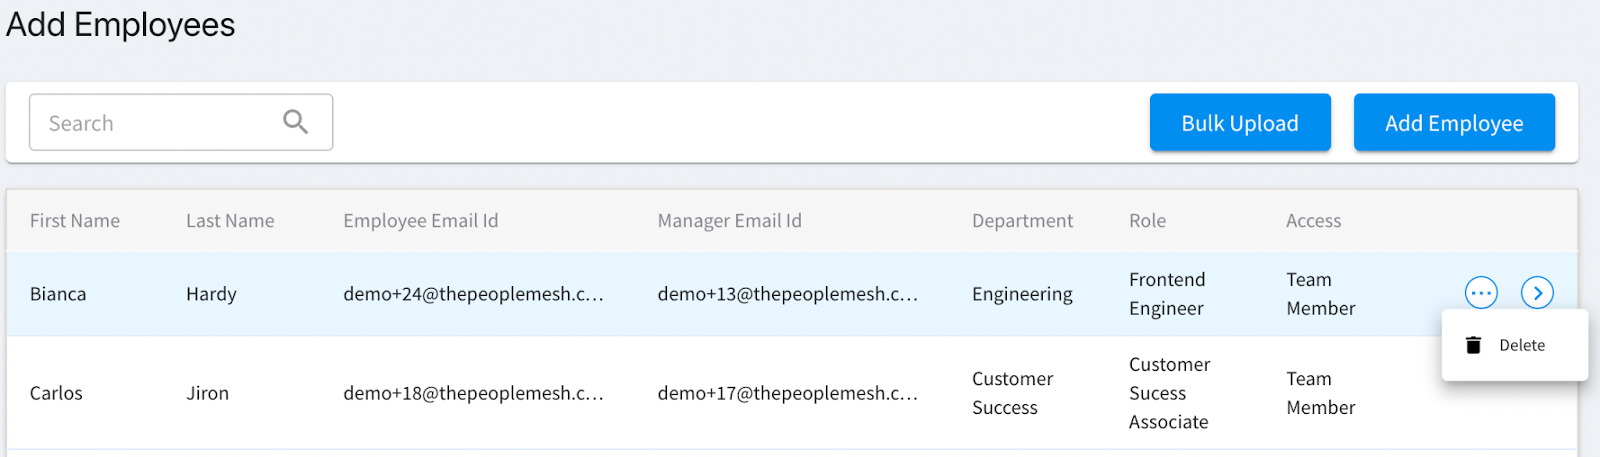 Add Employees
Search
Bulk Upload
Add Employee
First Name Last Name Employee Email Id Manager Email Id Department Role Access
Bianca Hardy demo+24@thepeoplemesh.c... demo+13@thepeoplemesh.c... Engineering Frontend Engineer Team Member
Delete
Carlos Jiron demo+18@thepeoplemesh.c... demo+17@thepeoplemesh.c... Customer Success Customer Sucess Associate Team Member